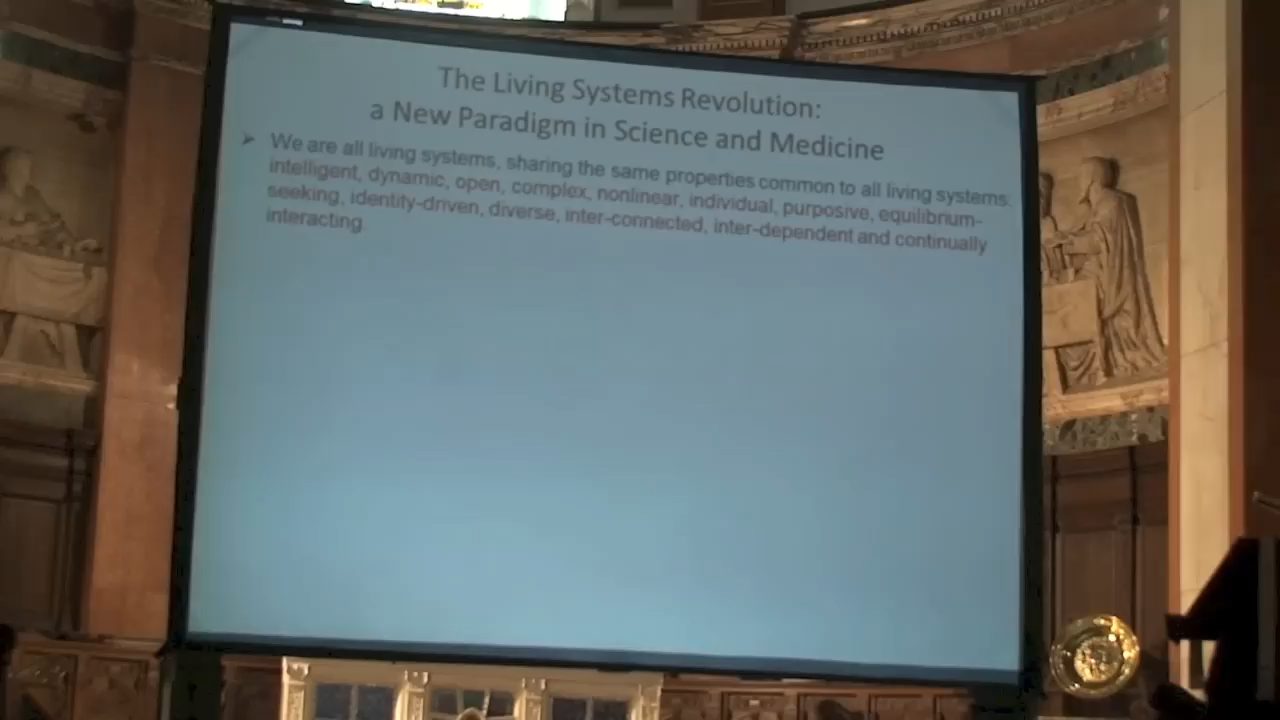 The Living Systems Revolution:
a New Paradigm in Science and Medicine
We are all living systems, sharing the same properties common to all living systems:
intelligent, dynamic, open, complex, nonlinear, individual, purposive, equilibrium-
seeking, identity-driven, diverse, inter-connected, inter-dependent and continually
interacting.